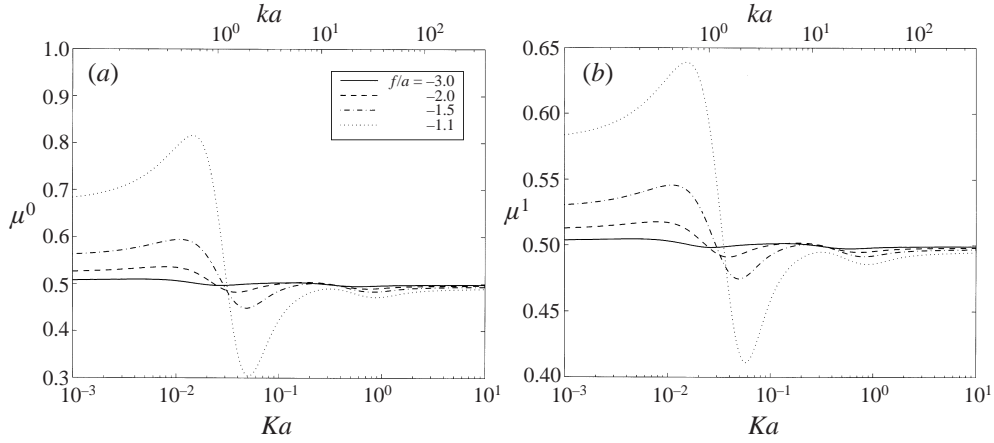 ka
10⁰ 10¹ 10²
(a)
f/a = –3.0
–2.0
–1.5
–1.1
1.0
0.9
0.8
0.7
0.6
0.5
0.4
0.3
μ⁰
10⁻³ 10⁻² 10⁻¹ 10⁰ 10¹
Ka
ka
10⁰ 10¹ 10²
(b)
0.65
0.60
0.55
0.50
0.45
0.40
μ¹
10⁻³ 10⁻² 10⁻¹ 10⁰ 10¹
Ka